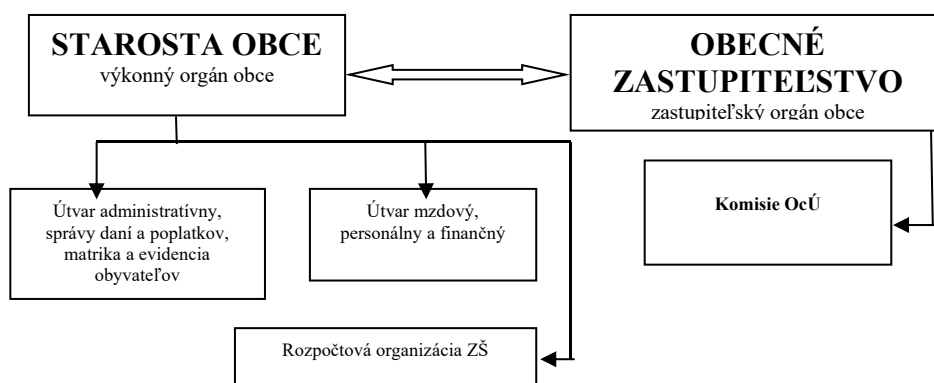 STAROSTA OBCE
výkonný orgán obce
OBECNÉ
ZASTUPITEĽSTVO
zastupiteľský orgán obce
Útvar administratívny,
správy daní a poplatkov,
matrika a evidencia
obyvateľov
Útvar mzdový,
personálny a finančný
Komisie OcÚ
Rozpočtová organizácia ZŠ